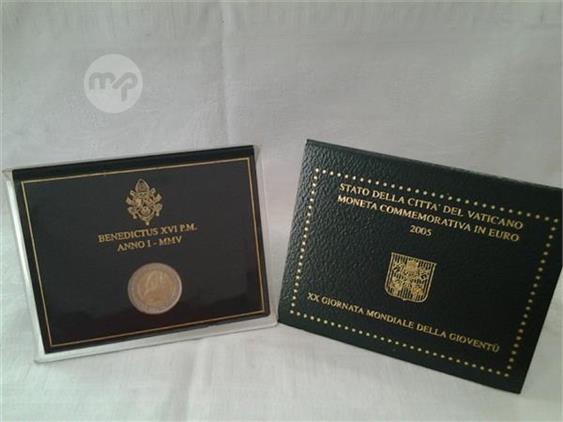 mp
BENEDICTUS XVI P.M.
ANNO I - MMV
STATO DELLA CITTA' DEL VATICANO
MONETA COMMEMORATIVA IN EURO
2005
XX GIORNATA MONDIALE DELLA GIOVENTÙ